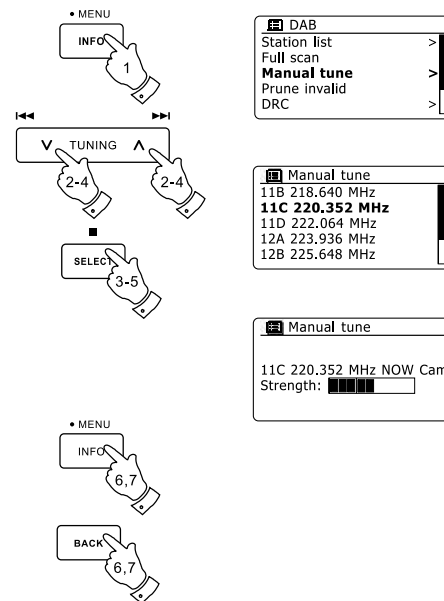 • MENU
INFO
1
TUNING
2-4
2-4
SELECT
3-5
• MENU
INFO
6,7
BACK
6,7
DAB
Station list >
Full scan
Manual tune >
Prune invalid
DRC >
Manual tune
11B 218.640 MHz
11C 220.352 MHz
11D 222.064 MHz
12A 223.936 MHz
12B 225.648 MHz
Manual tune
11C 220.352 MHz NOW Cam
Strength: